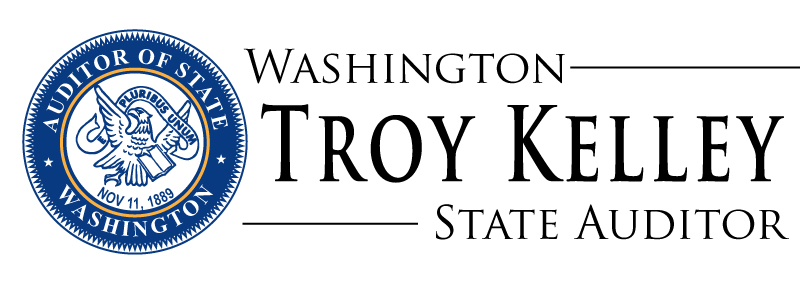 AUDITOR OF STATE
PLURIBUS UNUM
NOV 11, 1889
WASHINGTON
WASHINGTON
TROY KELLEY
STATE AUDITOR